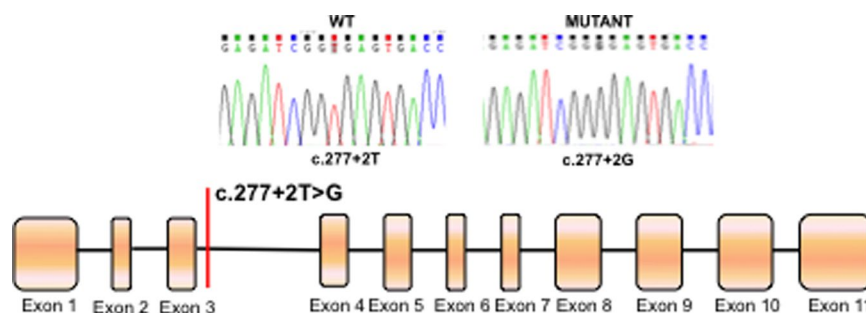 WT
MUTANT
G A G A T C G G T G A G T G A C C
G A G A T C G G G G A G T G A C C
c.277+2T
c.277+2G
c.277+2T>G
Exon 1 Exon 2 Exon 3 Exon 4 Exon 5 Exon 6 Exon 7 Exon 8 Exon 9 Exon 10 Exon 11